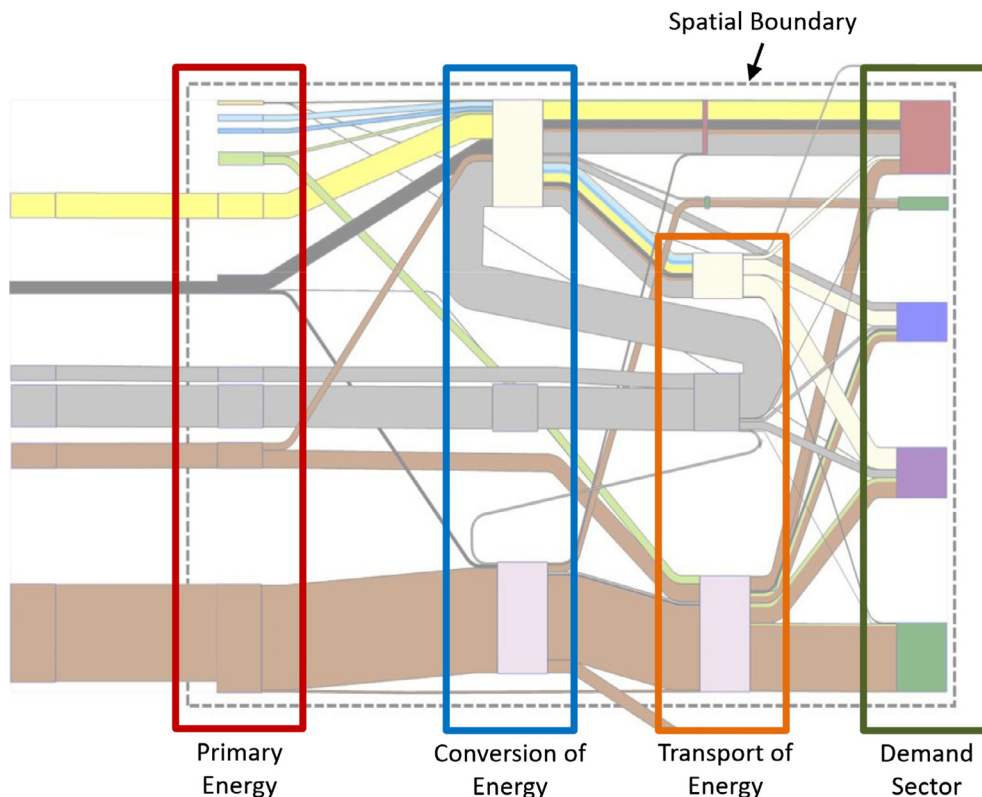 Spatial Boundary
Primary
Energy
Conversion of
Energy
Transport of
Energy
Demand
Sector